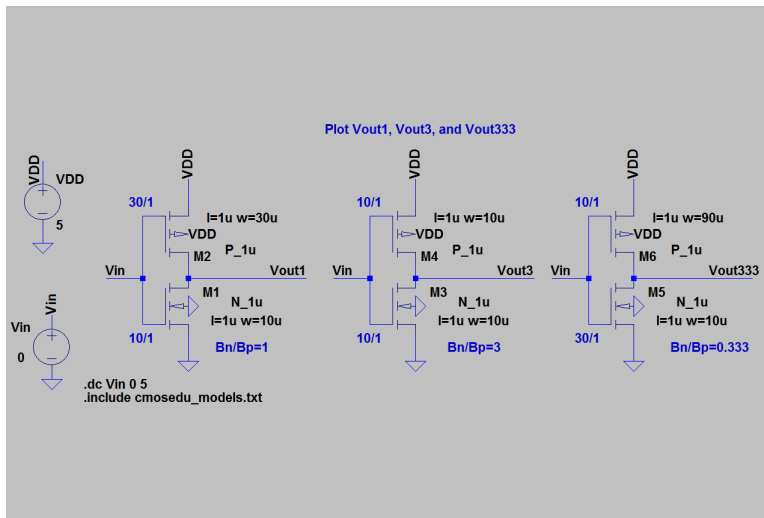 Plot Vout1, Vout3, and Vout333
VDD
VDD
5
Vin
Vin
0
.dc Vin 0 5
.include cmosedu_models.txt
VDD
30/1
l=1u w=30u
VDD
M2
P_1u
Vin
Vout1
M1
N_1u
l=1u w=10u
10/1
Bn/Bp=1
VDD
10/1
l=1u w=10u
VDD
M4
P_1u
Vin
Vout3
M3
N_1u
l=1u w=10u
10/1
Bn/Bp=3
VDD
10/1
l=1u w=90u
VDD
M6
P_1u
Vin
Vout333
M5
N_1u
l=1u w=10u
30/1
Bn/Bp=0.333